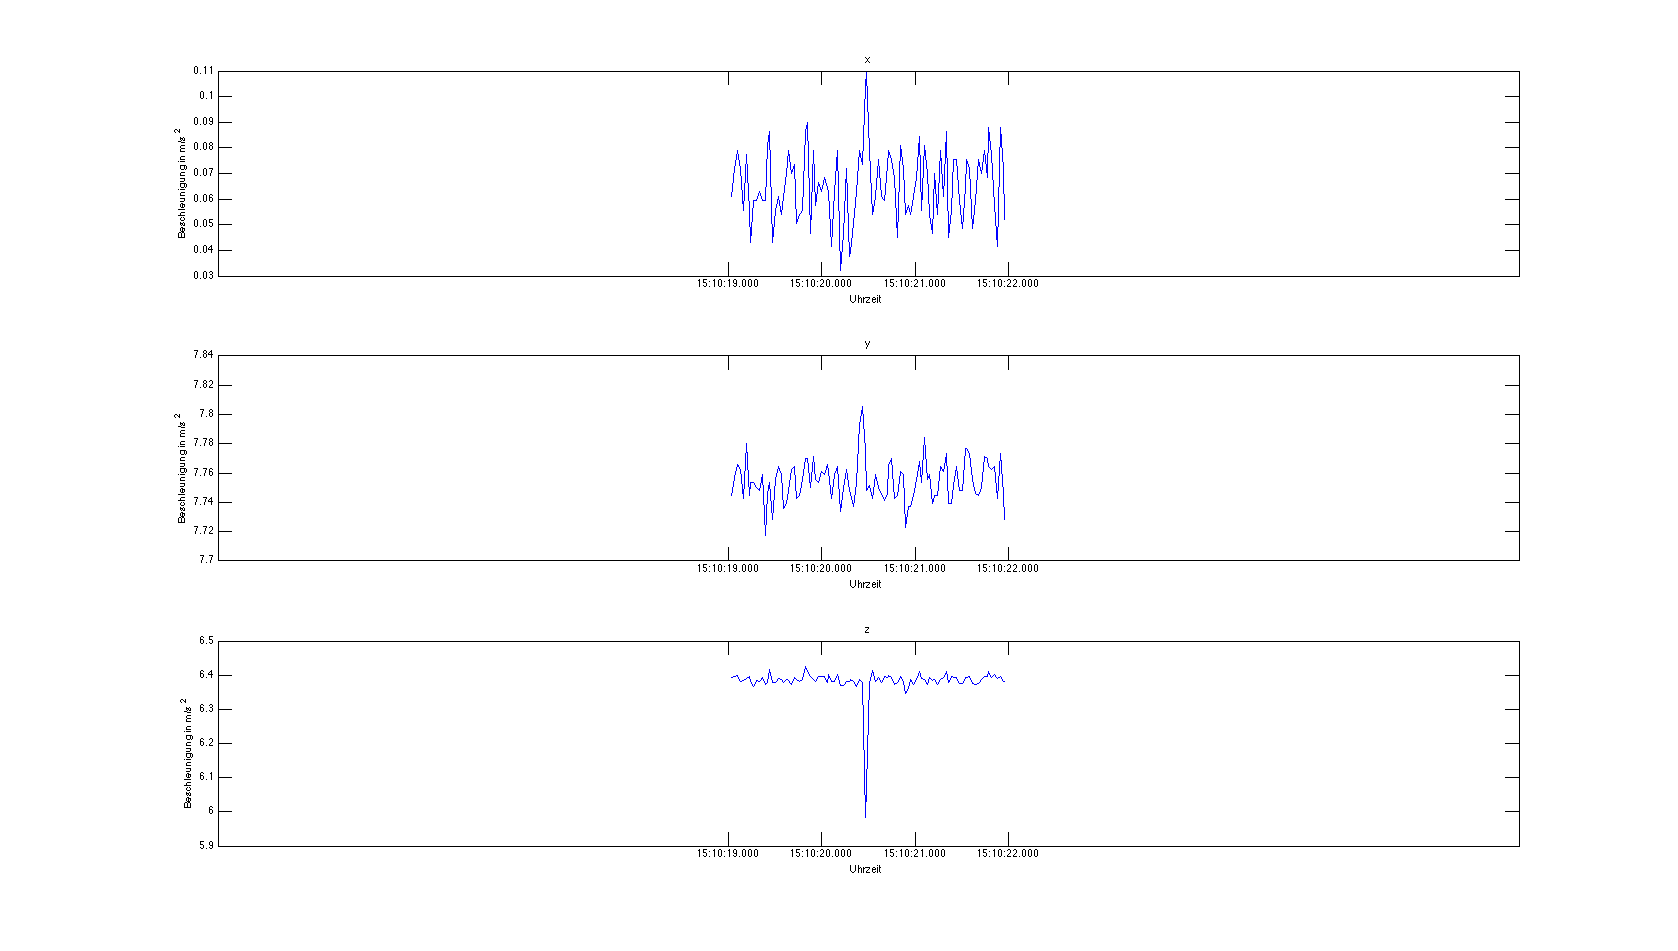 x
0.11
0.1
0.09
0.08
0.07
0.06
0.05
0.04
0.03
Beschleunigung in m/s 2
15:10:19.000 15:10:20.000 15:10:21.000 15:10:22.000
Uhrzeit
y
7.84
7.82
7.8
7.78
7.76
7.74
7.72
7.7
Beschleunigung in m/s 2
15:10:19.000 15:10:20.000 15:10:21.000 15:10:22.000
Uhrzeit
z
6.5
6.4
6.3
6.2
6.1
6
5.9
Beschleunigung in m/s 2
15:10:19.000 15:10:20.000 15:10:21.000 15:10:22.000
Uhrzeit